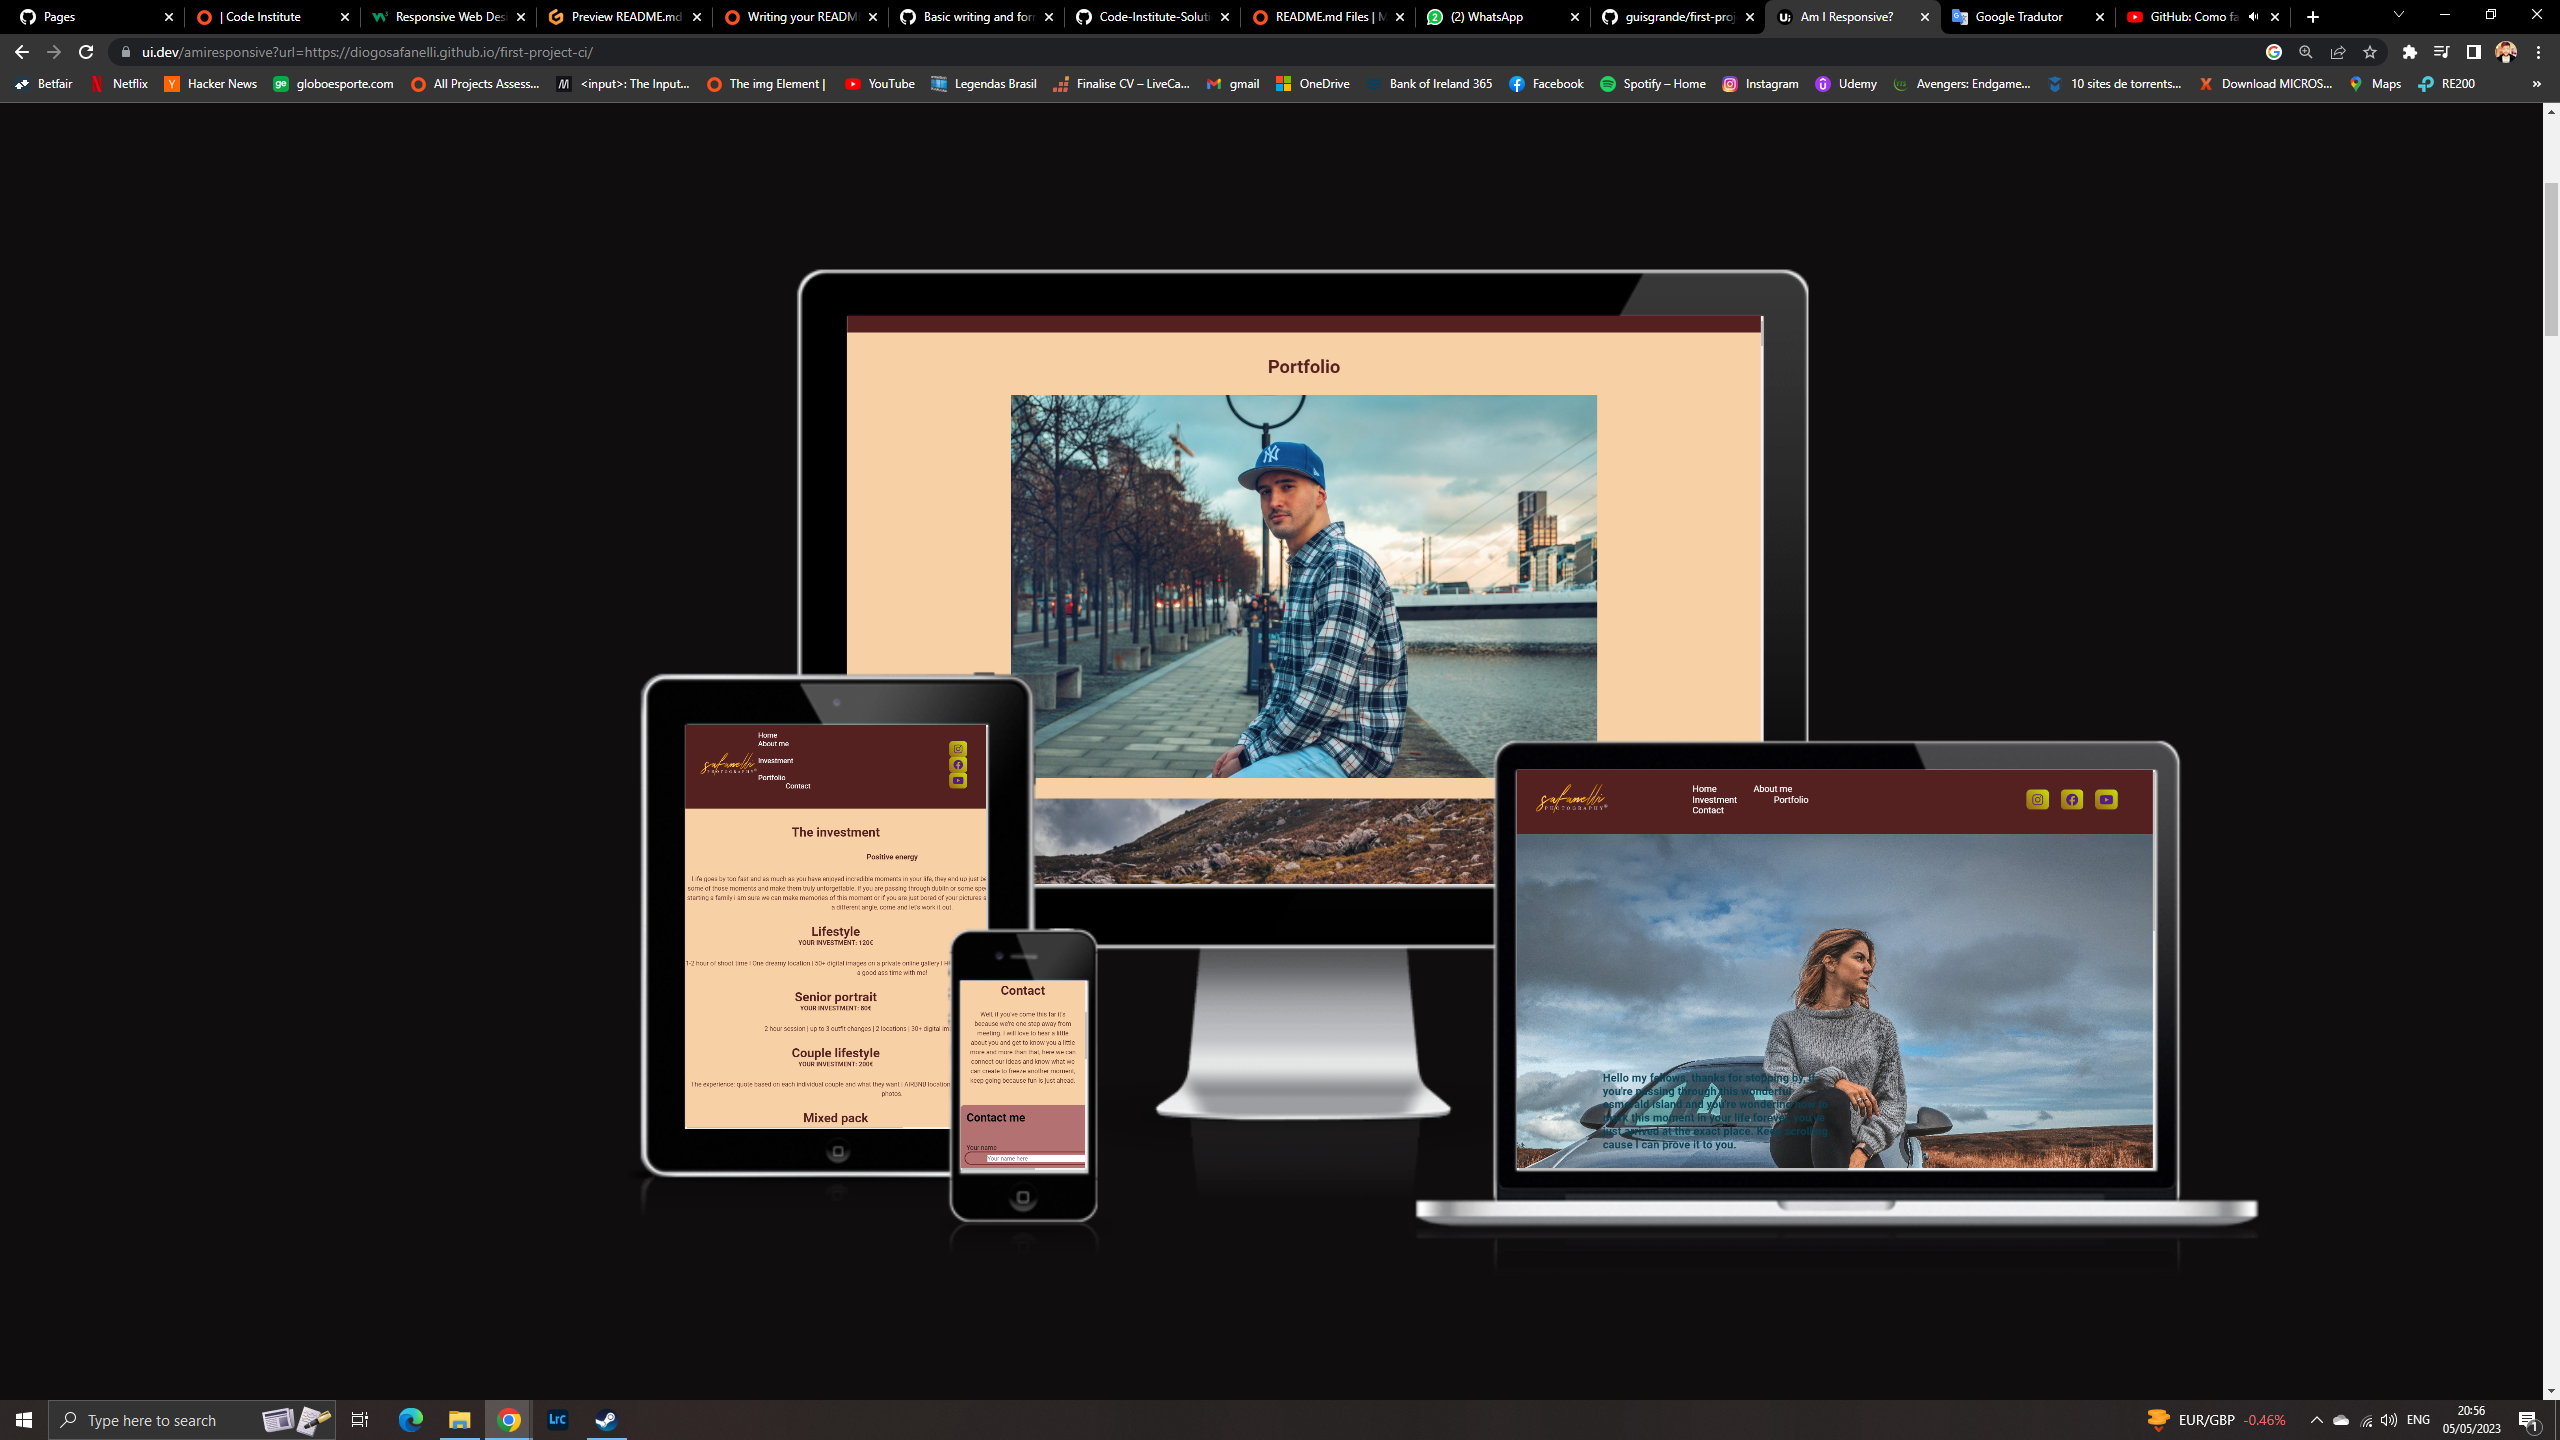 Pages
| Code Institute
Responsive Web Desi
Preview README.md
Writing your README
Basic writing and form
Code-Institute-Soluti
README.md Files | M
(2) WhatsApp
guisgrande/first-proj
Am I Responsive?
Google Tradutor
GitHub: Como fa
ui.dev/amiresponsive?url=https://diogosafanelli.github.io/first-project-ci/
Betfair
Netflix
Hacker News
globoesporte.com
All Projects Assess...
<input>: The Input...
The img Element |
YouTube
Legendas Brasil
Finalise CV – LiveCa...
gmail
OneDrive
Bank of Ireland 365
Facebook
Spotify – Home
Instagram
Udemy
Avengers: Endgame...
10 sites de torrents...
Download MICROS...
Maps
RE200
Portfolio
Home
About me
Investment
Portfolio
Contact
safanelli
PHOTOGRAPHY
The investment
Positive energy
Life goes by too fast and as much as you have enjoyed incredible moments in your life, they end up just be
some of those moments and make them truly unforgettable. If you are passing through dublin or some spe
starting a family i am sure we can make memories of this moment or if you are just bored of your pictures a
a different angle, come and let's work it out.
Lifestyle
YOUR INVESTMENT: 120€
1-2 hour of shoot time | One dreamy location | 50+ digital images on a private online gallery | H
a good ass time with me!
Senior portrait
YOUR INVESTMENT: 80€
2 hour session | up to 3 outfit changes | 2 locations | 30+ digital im
Couple lifestyle
YOUR INVESTMENT: 200€
The experience: quote based on each individual couple and what they want | AIRBNB location
photos.
Mixed pack
Contact
Well, if you've come this far it's
because we're one step away from
meeting. I will love to hear a little
about you and get to know you a little
more and more than that, here we can
connect our ideas and know what we
can create to freeze another moment,
keep going because fun is just ahead.
Contact me
Your name
Your name here
safanelli
PHOTOGRAPHY
Home About me
Investment Portfolio
Contact
Hello my fellows, thanks for stopping by, if
you're passing through this wonderful
esmerald island and you're wondering how to
mark this moment in your life forever, you've
just arrived at the exact place. Keep scrolling
cause I can prove it to you.
Type here to search
Lrc
EUR/GBP -0.46%
ENG
20:56
05/05/2023
1